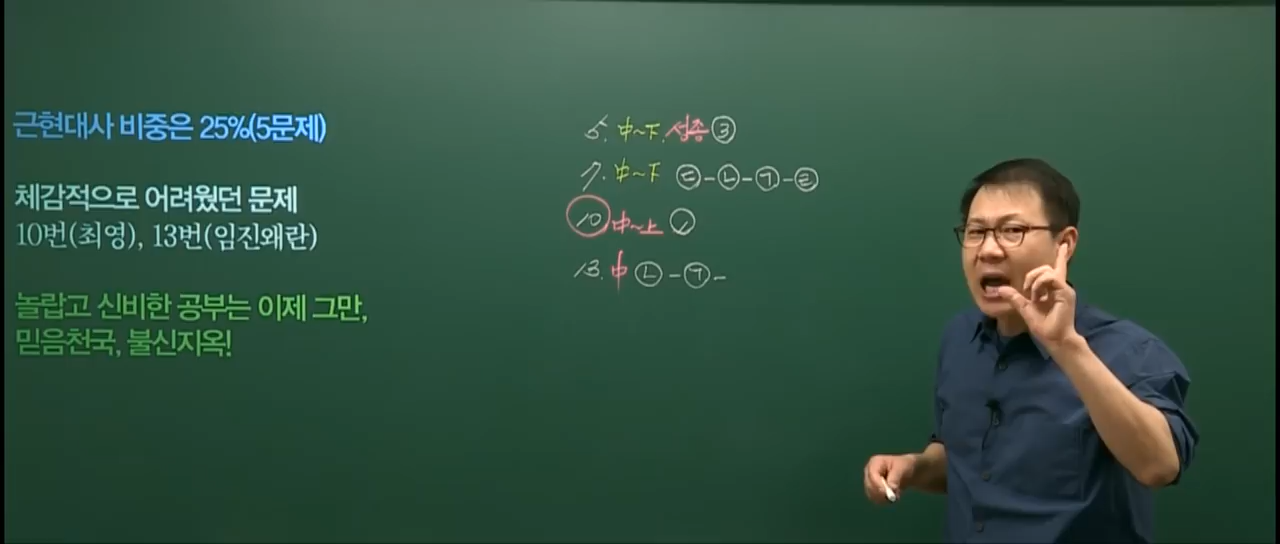 근현대사 비중은 25%(5문제)
체감적으로 어려웠던 문제
10번(최영), 13번(임진왜란)
놀랍고 신비한 공부는 이제 그만,
믿음천국, 불신지옥!
5. 中~下. 성종 ③
7. 中~下 ㉢-㉡-㉠-㉣
10 中~上 ①
13. 中 ㉡-㉠-